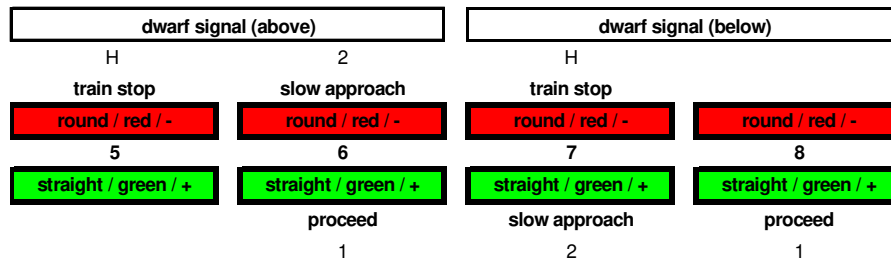 dwarf signal (above) dwarf signal (below)
H 2 H
train stop slow approach train stop
round / red / - round / red / - round / red / - round / red / -
5 6 7 8
straight / green / + straight / green / + straight / green / + straight / green / +
proceed slow approach proceed
1 2 1